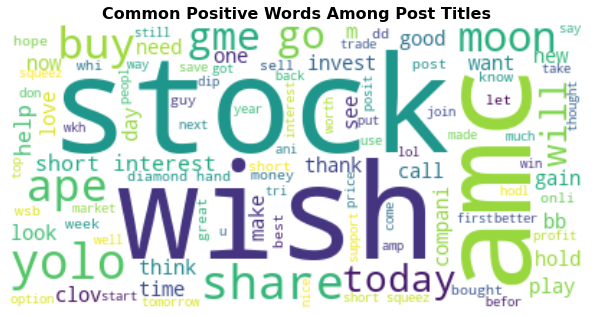 Common Positive Words Among Post Titles
hope
still
buy
gme
go
m
trade
dd
good
moon
say
now
whi
need
one
sell
invest
post
want
new
squeez
don
peopl
way
save
got
dip
back
interest
year
worth
posit
see
put
use
lol
join
know
let
take
thought
help
love
day
guy
wkh
next
ani
stock
made
much
will
win
amc
short interest
short
thank
call
hodl
gain
top
ape
diamond hand
money
tri
price
onli
wsb
market
great
u
make
best
wish
come
support
amp
compani
first
better
bb
profit
look
week
well
think
hold
yolo
time
share
today
bought
play
option
clov
start
tomorrow
nice
short squeez
befor